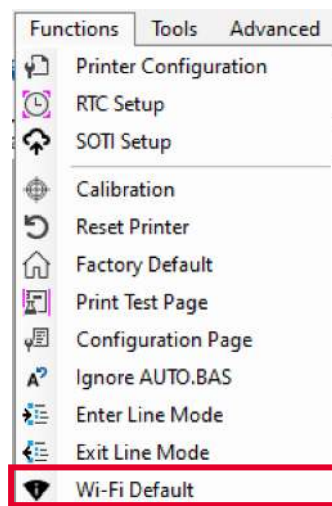 Functions Tools Advanced
Printer Configuration
RTC Setup
SOTI Setup
Calibration
Reset Printer
Factory Default
Print Test Page
Configuration Page
Ignore AUTO.BAS
Enter Line Mode
Exit Line Mode
Wi-Fi Default